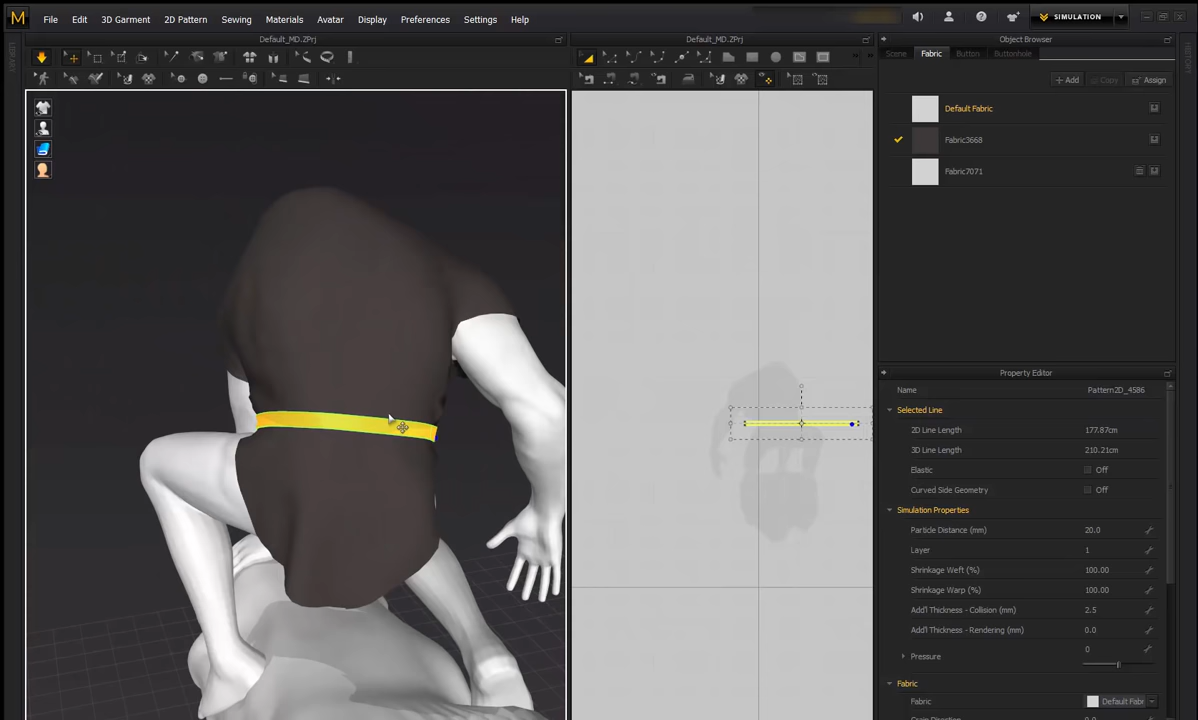 M File Edit 3D Garment 2D Pattern Sewing Materials Avatar Display Preferences Settings Help SIMULATION
Default_MD.ZPrj Default_MD.ZPrj Object Browser
LIBRARY
HISTORY
Scene Fabric Button Buttonhole
+ Add Copy Assign
Default Fabric
Fabric3668
Fabric7071
Property Editor
Name Pattern2D_4586
Selected Line
2D Line Length 177.87cm
3D Line Length 210.21cm
Elastic Off
Curved Side Geometry Off
Simulation Properties
Particle Distance (mm) 20.0
Layer 1
Shrinkage Weft (%) 100.00
Shrinkage Warp (%) 100.00
Add'l Thickness - Collision (mm) 2.5
Add'l Thickness - Rendering (mm) 0.0
Pressure 0
Fabric
Fabric Default Fabr